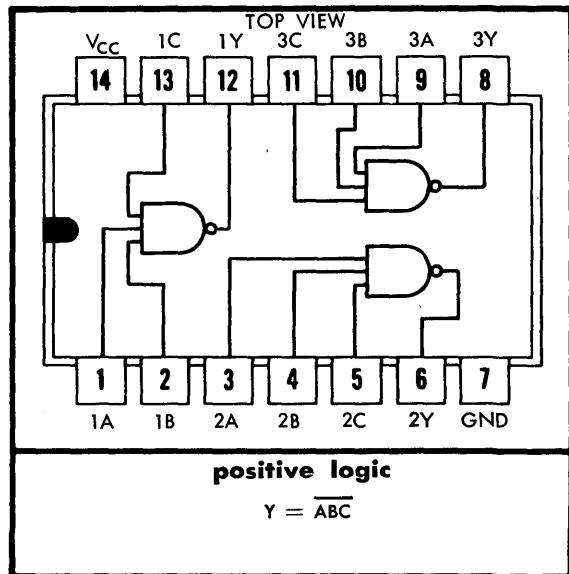 TOP VIEW
VCC 1C 1Y 3C 3B 3A 3Y
14 13 12 11 10 9 8
1 2 3 4 5 6 7
1A 1B 2A 2B 2C 2Y GND
positive logic
Y = \overline{ABC}